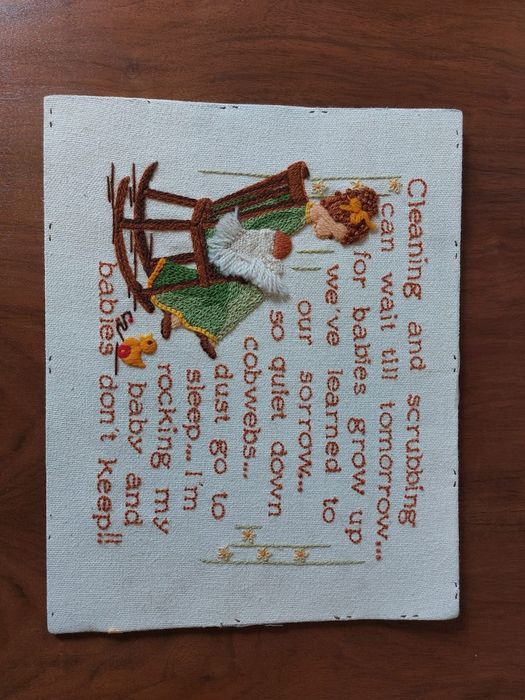 Cleaning and scrubbing
can wait till tomorrow...
for babies grow up
we've learned to
our sorrow...
so quiet down
cobwebs...
dust go to
sleep... I'm
rocking my
baby and
babies don't keep!!